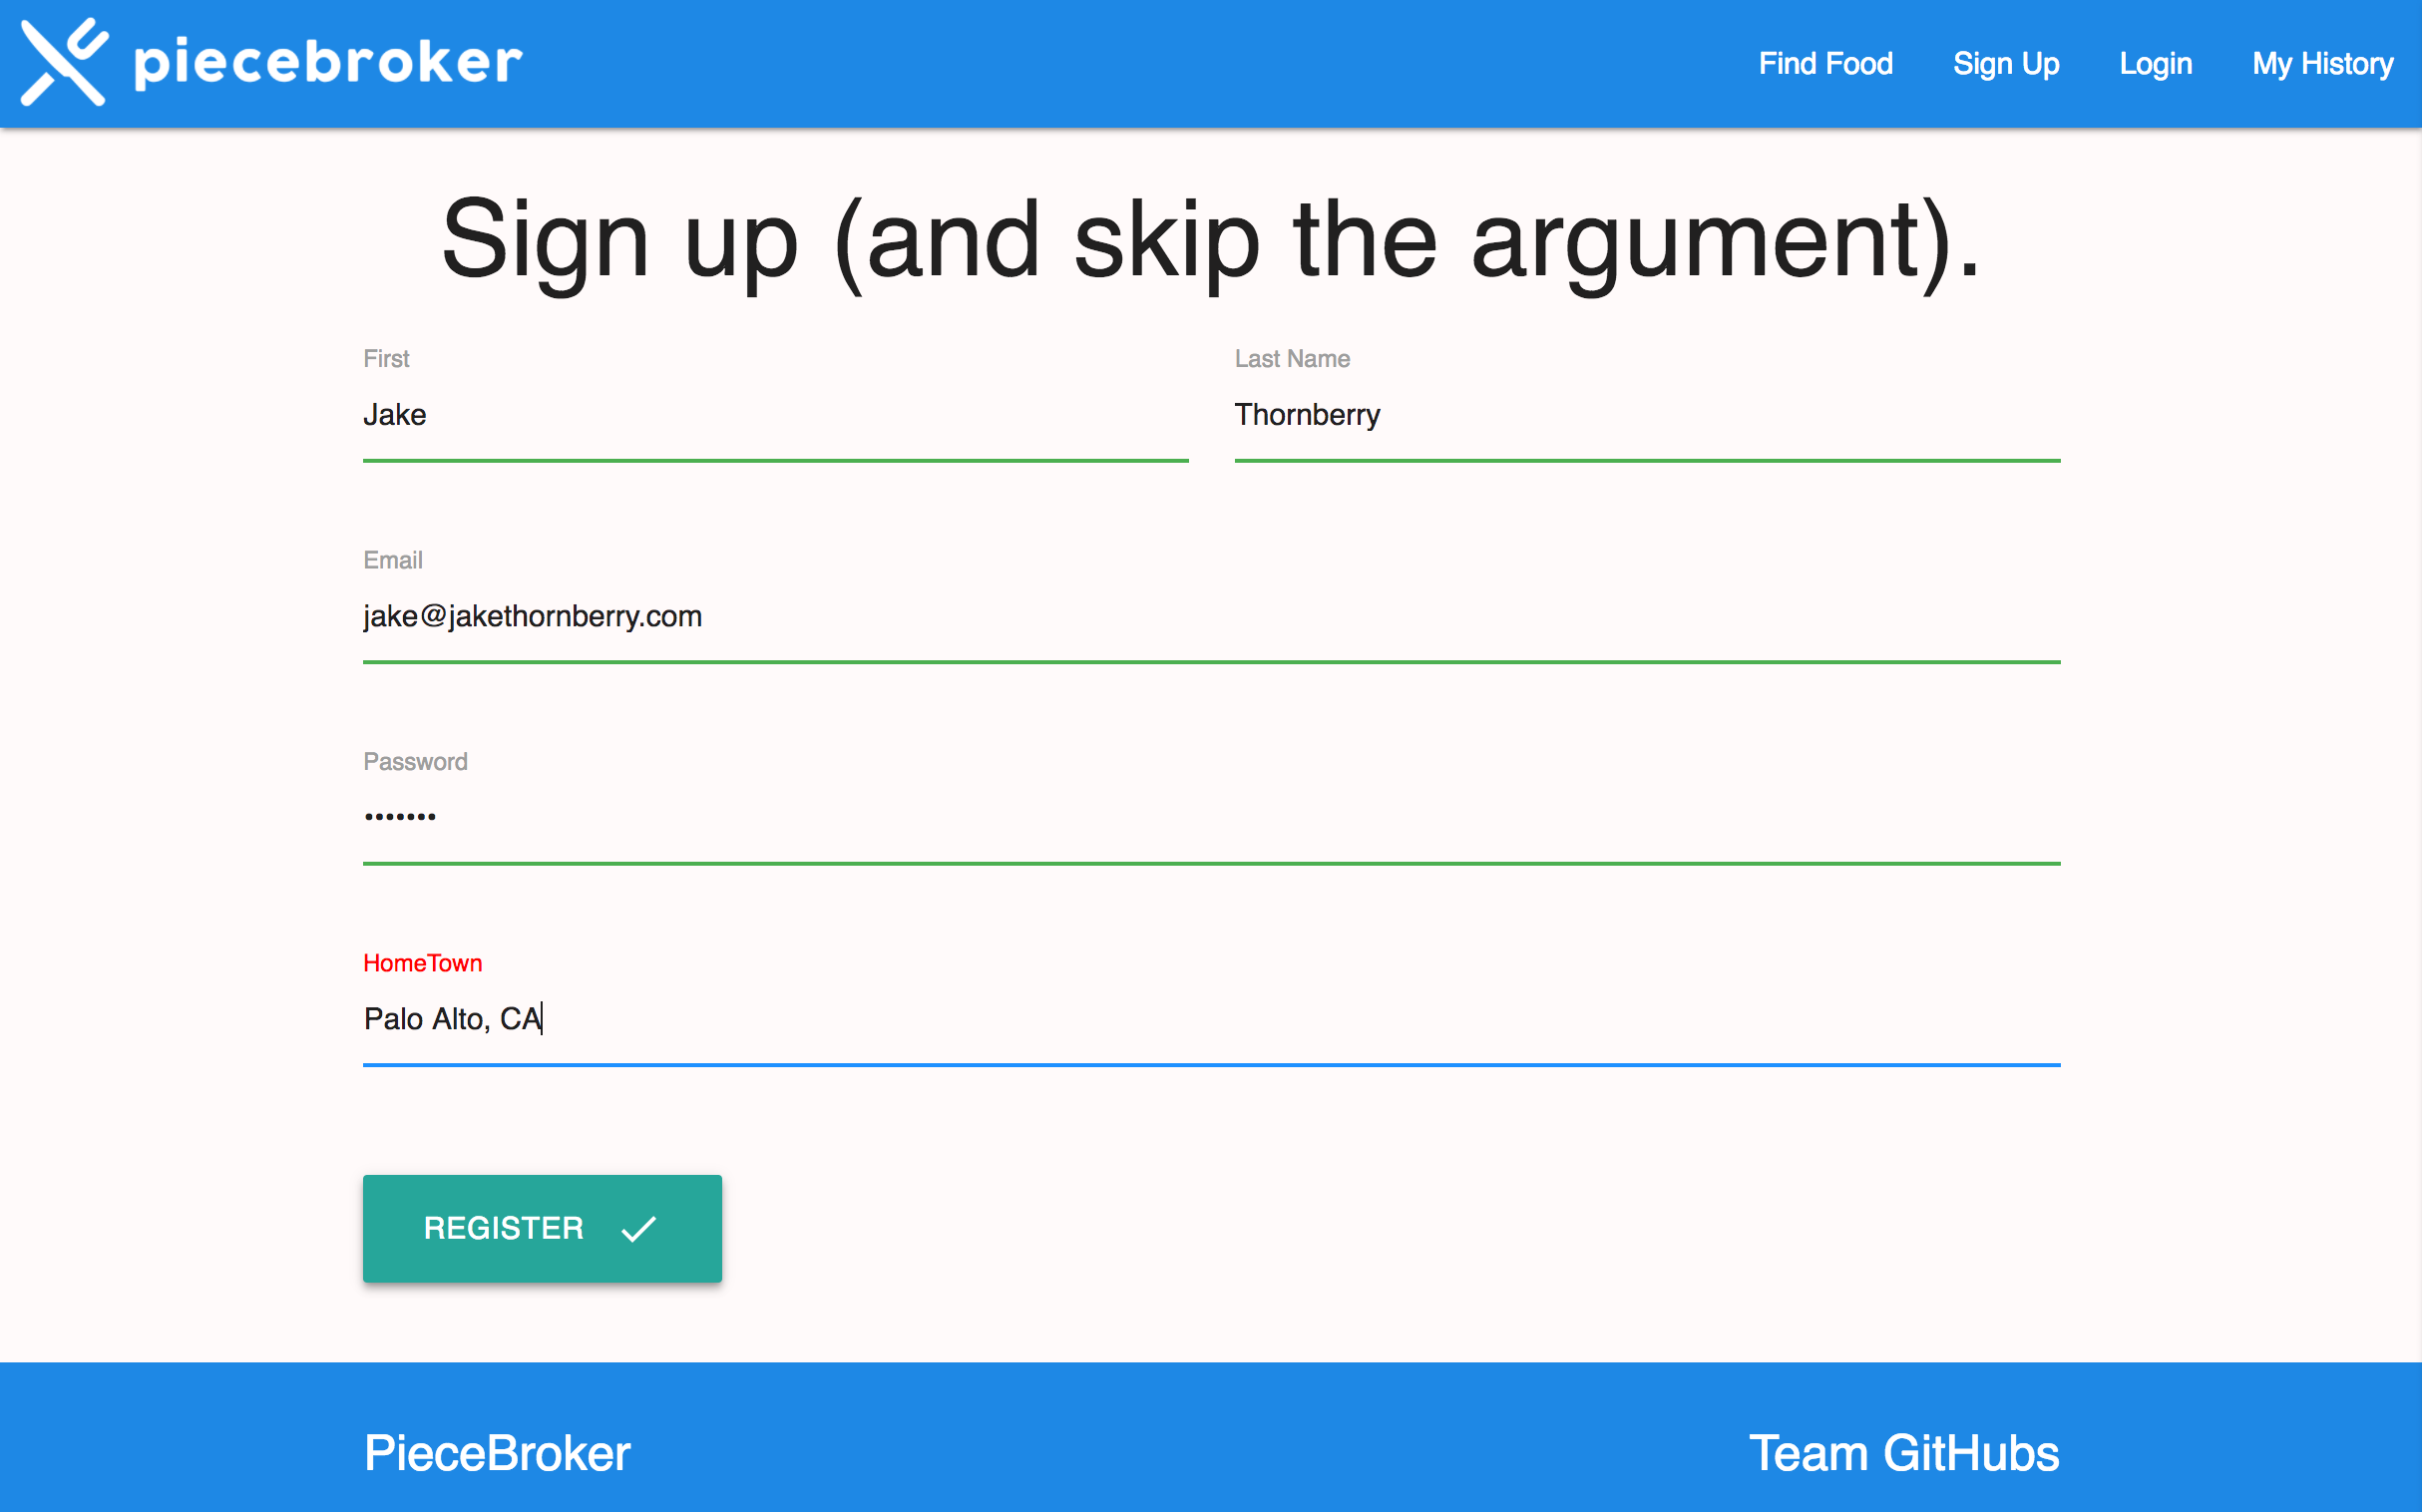 piecebroker
Find Food Sign Up Login My History
Sign up (and skip the argument).
First Last Name
Jake Thornberry
Email
jake@jakethornberry.com
Password
•••••••
HomeTown
Palo Alto, CA
REGISTER
PieceBroker Team GitHubs